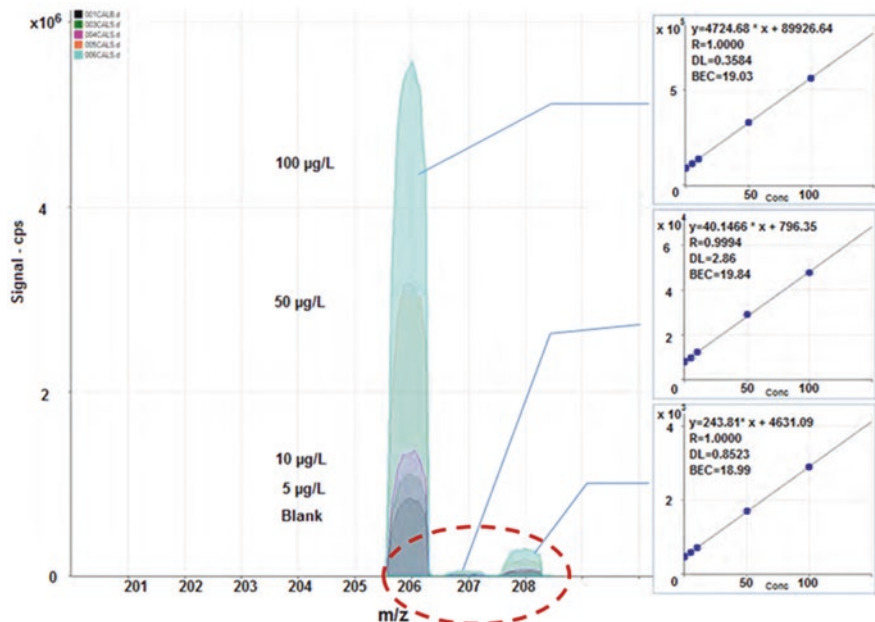 x10⁶
001CALB.d
003CALS.d
004CALS.d
005CALS.d
006CALS.d
100 µg/L
4
50 µg/L
2
10 µg/L
5 µg/L
Blank
0
201 202 203 204 205 206 207 208
m/z
Signal - cps
x 10⁵
y=4724.68 * x + 89926.64
R=1.0000
DL=0.3584
BEC=19.03
5
0
50 Conc 100
x 10⁴
y=40.1466 * x + 796.35
R=0.9994
DL=2.86
BEC=19.84
6
4
2
0
50 Conc 100
x 10³
y=243.81* x + 4631.09
R=1.0000
DL=0.8523
BEC=18.99
4
2
0
50 Conc 100